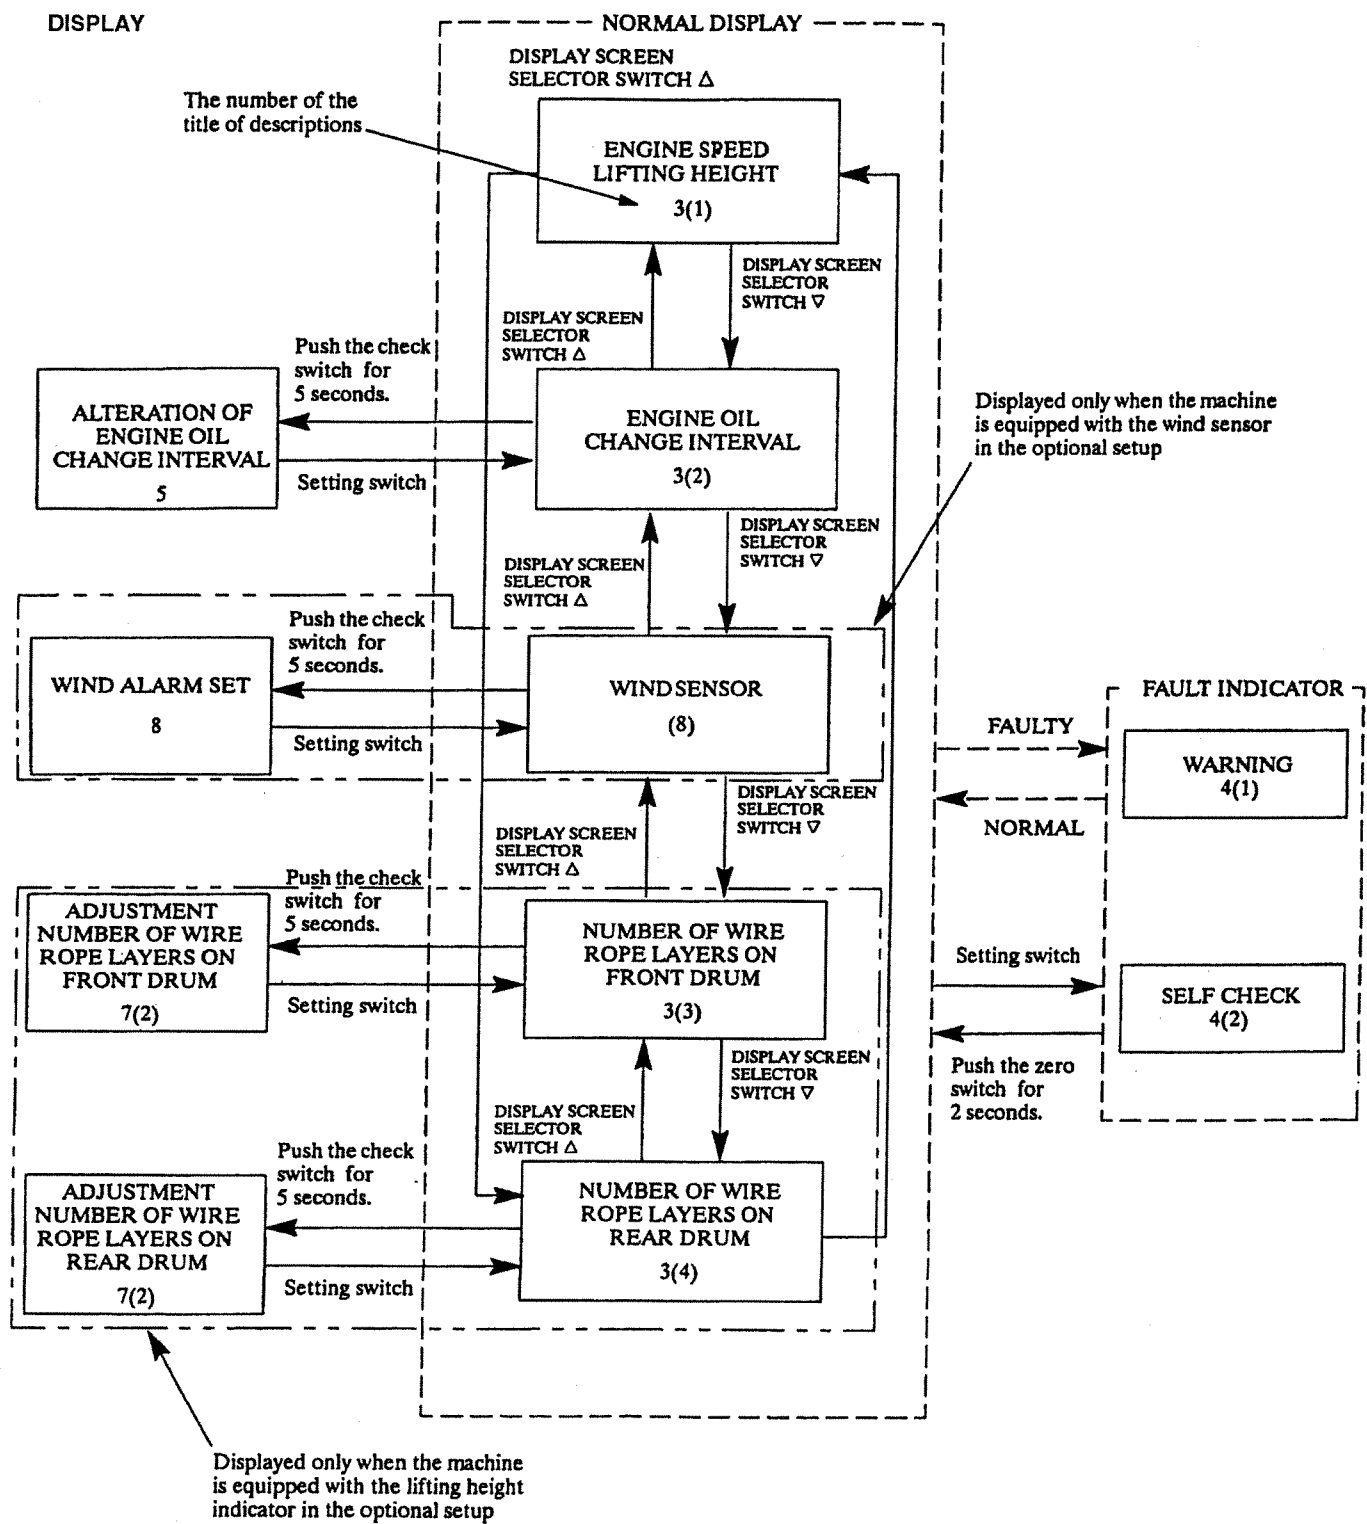 DISPLAY
NORMAL DISPLAY
DISPLAY SCREEN
SELECTOR SWITCH △
The number of the
title of descriptions
ENGINE SPEED
LIFTING HEIGHT
3(1)
DISPLAY SCREEN
SELECTOR
SWITCH ▽
DISPLAY SCREEN
SELECTOR
SWITCH △
Push the check
switch for
5 seconds.
ALTERATION OF
ENGINE OIL
CHANGE INTERVAL
5
Setting switch
ENGINE OIL
CHANGE INTERVAL
3(2)
Displayed only when the machine
is equipped with the wind sensor
in the optional setup
DISPLAY SCREEN
SELECTOR
SWITCH ▽
DISPLAY SCREEN
SELECTOR
SWITCH △
Push the check
switch for
5 seconds.
WIND ALARM SET
8
Setting switch
WIND SENSOR
(8)
FAULT INDICATOR
FAULTY
WARNING
4(1)
NORMAL
DISPLAY SCREEN
SELECTOR
SWITCH ▽
DISPLAY SCREEN
SELECTOR
SWITCH △
Push the check
switch for
5 seconds.
ADJUSTMENT
NUMBER OF WIRE
ROPE LAYERS ON
FRONT DRUM
7(2)
Setting switch
NUMBER OF WIRE
ROPE LAYERS ON
FRONT DRUM
3(3)
Setting switch
SELF CHECK
4(2)
Push the zero
switch for
2 seconds.
DISPLAY SCREEN
SELECTOR
SWITCH ▽
DISPLAY SCREEN
SELECTOR
SWITCH △
Push the check
switch for
5 seconds.
ADJUSTMENT
NUMBER OF WIRE
ROPE LAYERS ON
REAR DRUM
7(2)
Setting switch
NUMBER OF WIRE
ROPE LAYERS ON
REAR DRUM
3(4)
Displayed only when the machine
is equipped with the lifting height
indicator in the optional setup